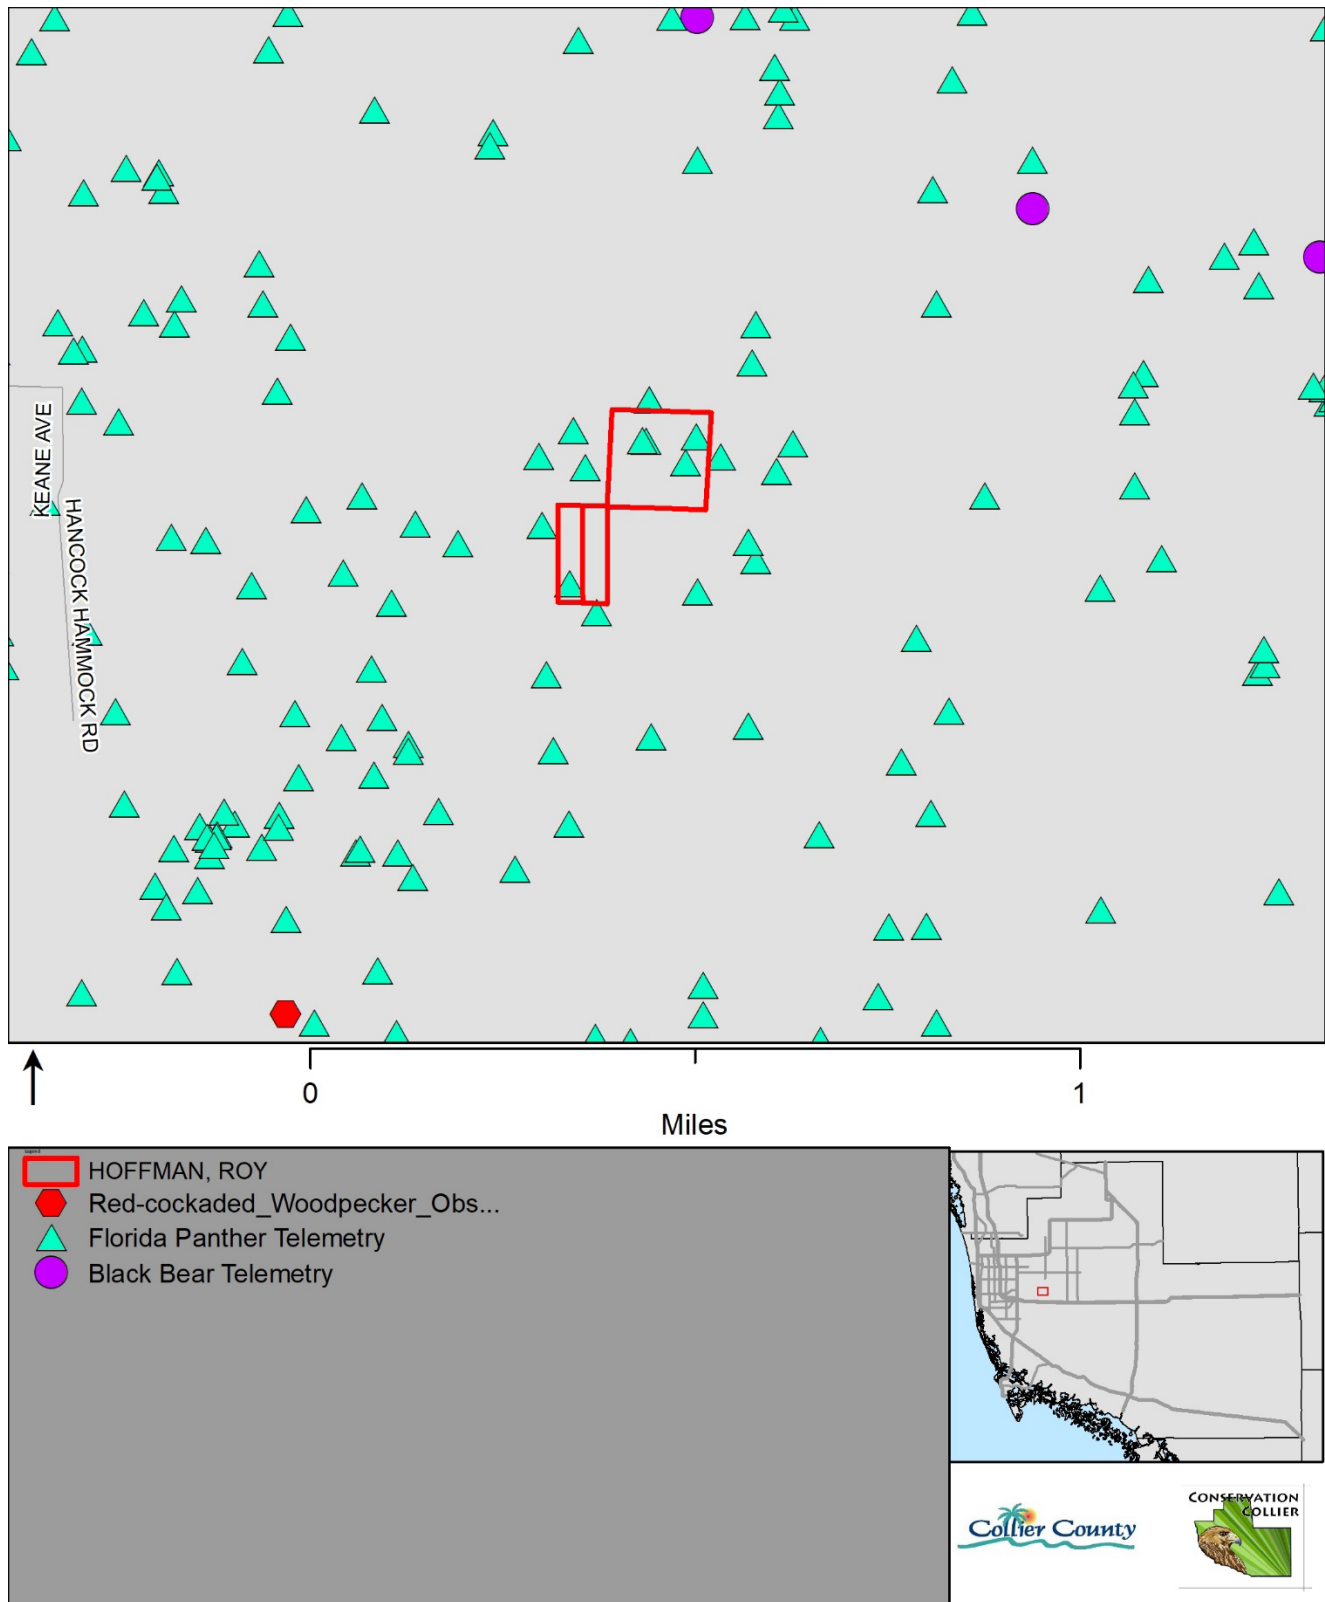 KEANE AVE
HANCOCK HAMMOCK RD
0
1
Miles
Legend
HOFFMAN, ROY
Red-cockaded_Woodpecker_Obs...
Florida Panther Telemetry
Black Bear Telemetry
Collier County
CONSERVATION
COLLIER